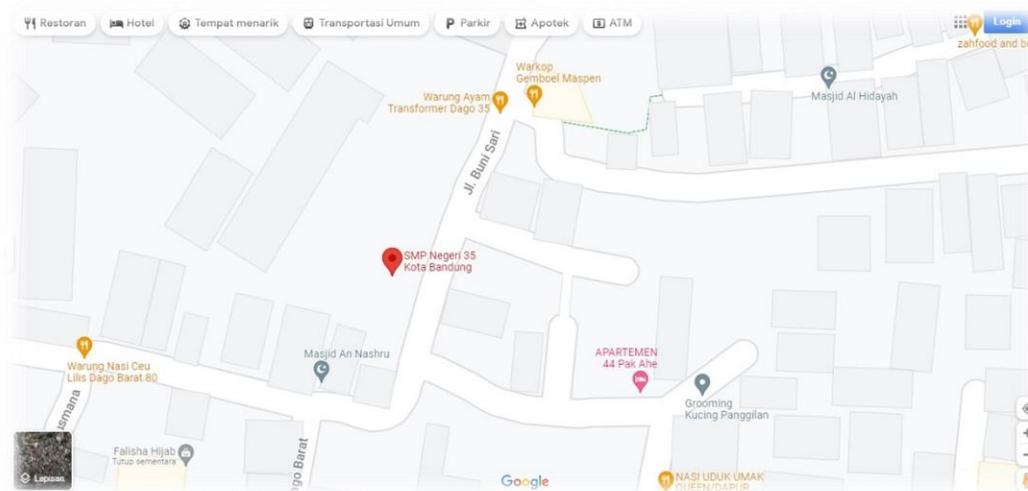 Restoran
Hotel
Tempat menarik
Transportasi Umum
Parkir
Apotek
ATM
Login
zahfood and b
Warkop
Gemboel Maspen
Warung Ayam
Transformer Dago 35
Masjid Al Hidayah
Jl. Buni Sari
SMP Negeri 35
Kota Bandung
Masjid An Nashru
Warung Nasi Ceu
Lilis Dago Barat 80
APARTEMEN
44 Pak Ahe
Grooming
Kucing Panggilan
usmana
Falisha Hijab
Tutup sementara
ogo Barat
Lapisan
Google
NASI UDUK UMAK
QUEEN/DAPUR